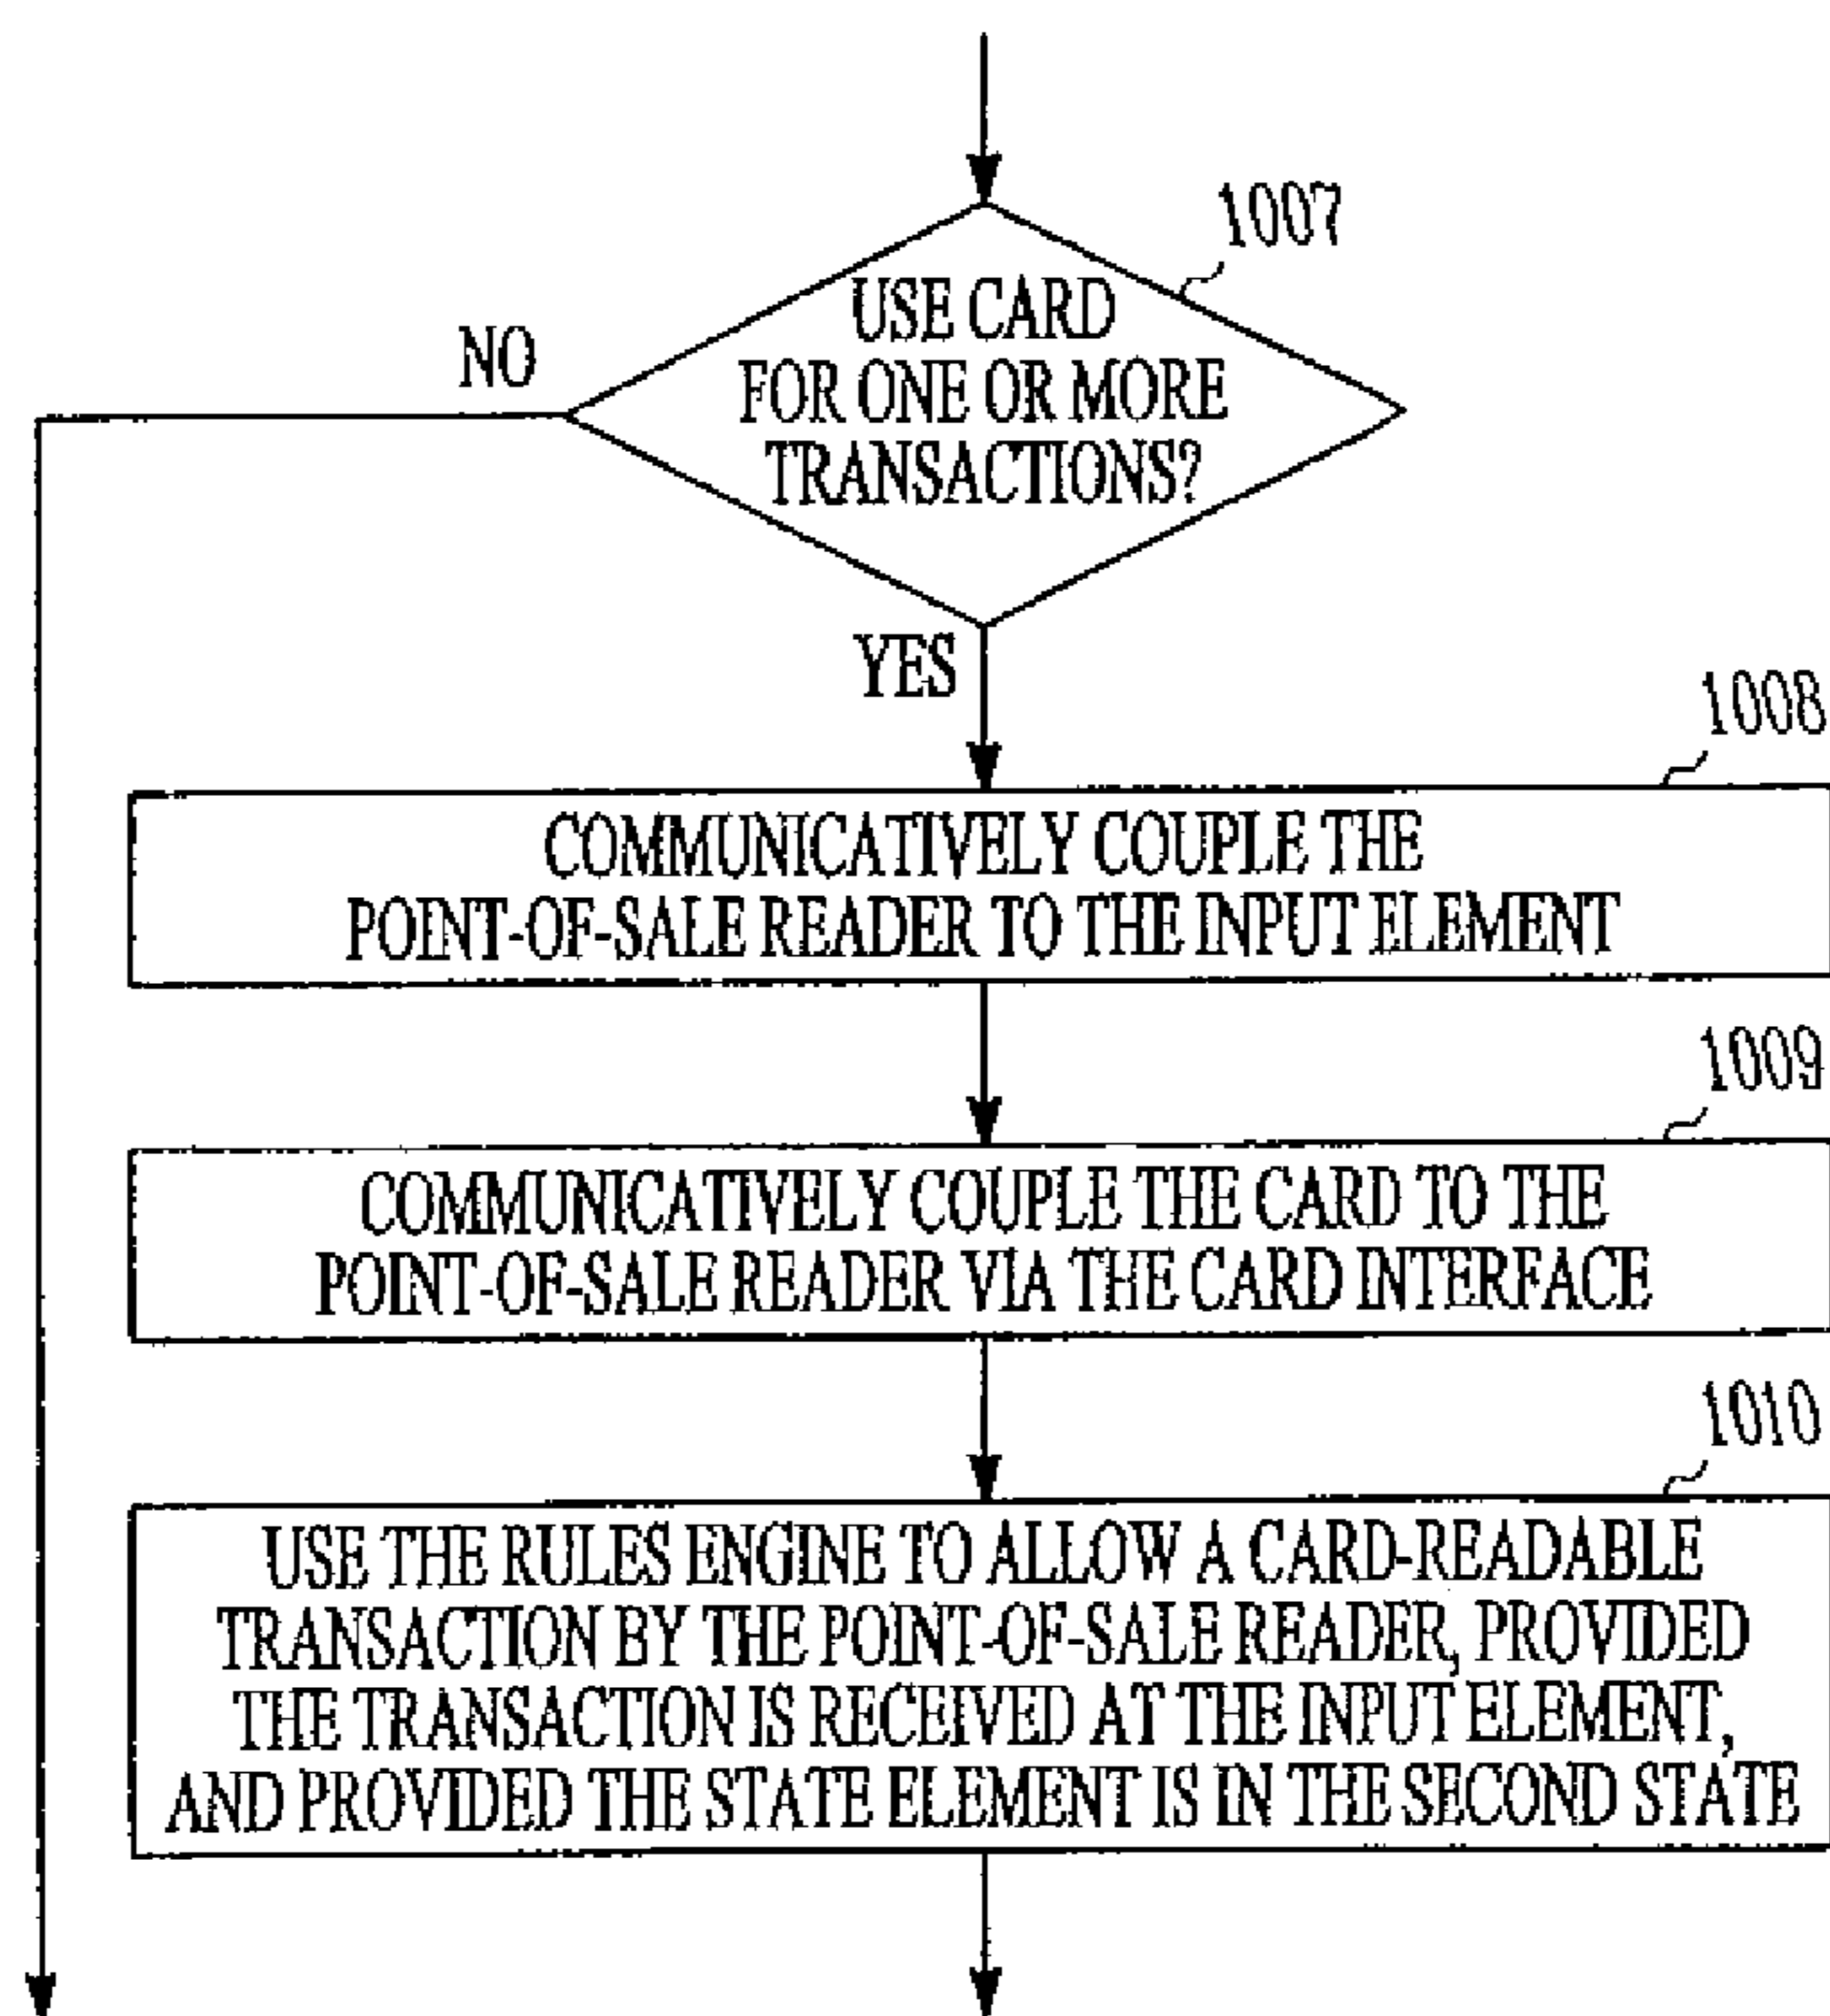 1007
USE CARD
FOR ONE OR MORE
TRANSACTIONS?
NO
YES
1008
COMMUNICATIVELY COUPLE THE
POINT-OF-SALE READER TO THE INPUT ELEMENT
1009
COMMUNICATIVELY COUPLE THE CARD TO THE
POINT-OF-SALE READER VIA THE CARD INTERFACE
1010
USE THE RULES ENGINE TO ALLOW A CARD-READABLE
TRANSACTION BY THE POINT-OF-SALE READER, PROVIDED
THE TRANSACTION IS RECEIVED AT THE INPUT ELEMENT,
AND PROVIDED THE STATE ELEMENT IS IN THE SECOND STATE